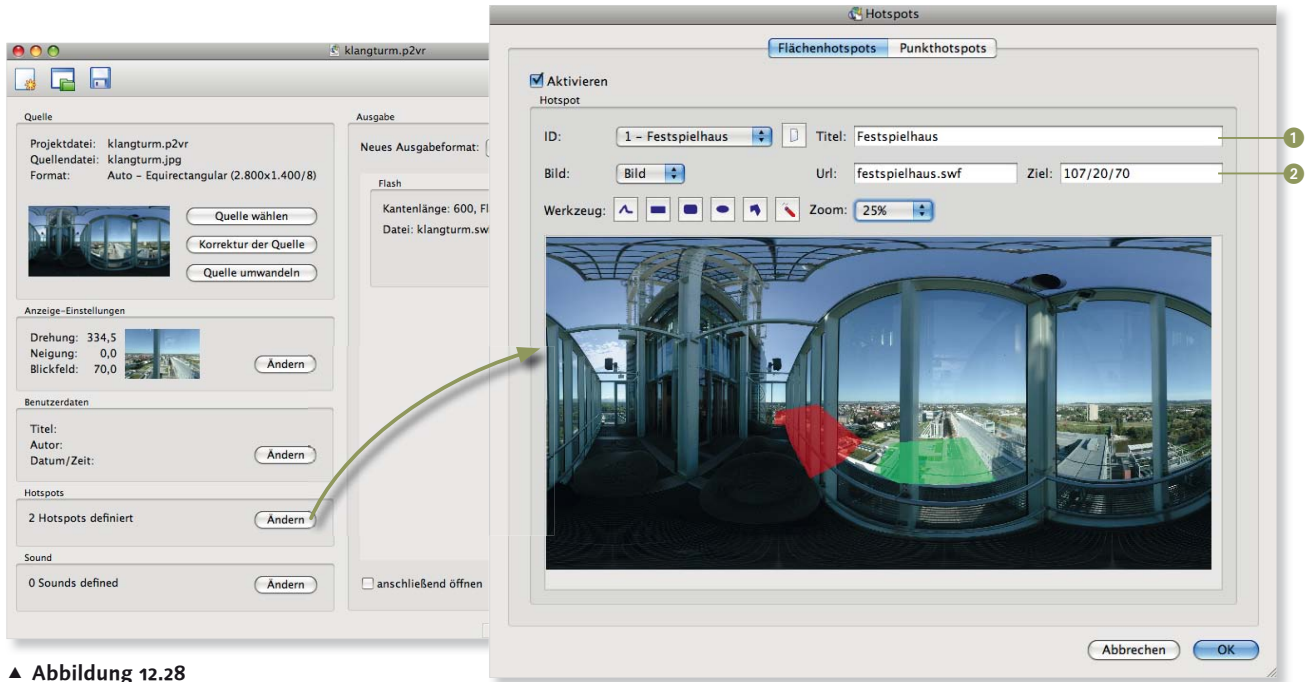 klangturm.p2vr
Quelle
Projektdatei: klangturm.p2vr
Quellendatei: klangturm.jpg
Format: Auto – Equirectangular (2.800x1.400/8)
Quelle wählen
Korrektur der Quelle
Quelle umwandeln
Anzeige-Einstellungen
Drehung: 334,5
Neigung: 0,0
Blickfeld: 70,0
Ändern
Benutzerdaten
Titel:
Autor:
Datum/Zeit:
Ändern
Hotspots
2 Hotspots definiert
Ändern
Sound
0 Sounds defined
Ändern
Ausgabe
Neues Ausgabeformat:
Flash
Kantenlänge: 600,
Datei:
anschließend öffnen
Hotspots
Flächenhotspots Punkthotspots
Aktivieren
Hotspot
ID: 1 – Festspielhaus Titel: Festspielhaus
1
Bild: Bild Url: festspielhaus.swf Ziel: 107/20/70
2
Werkzeug: Zoom: 25%
Abbrechen OK
▲ Abbildung 12.28